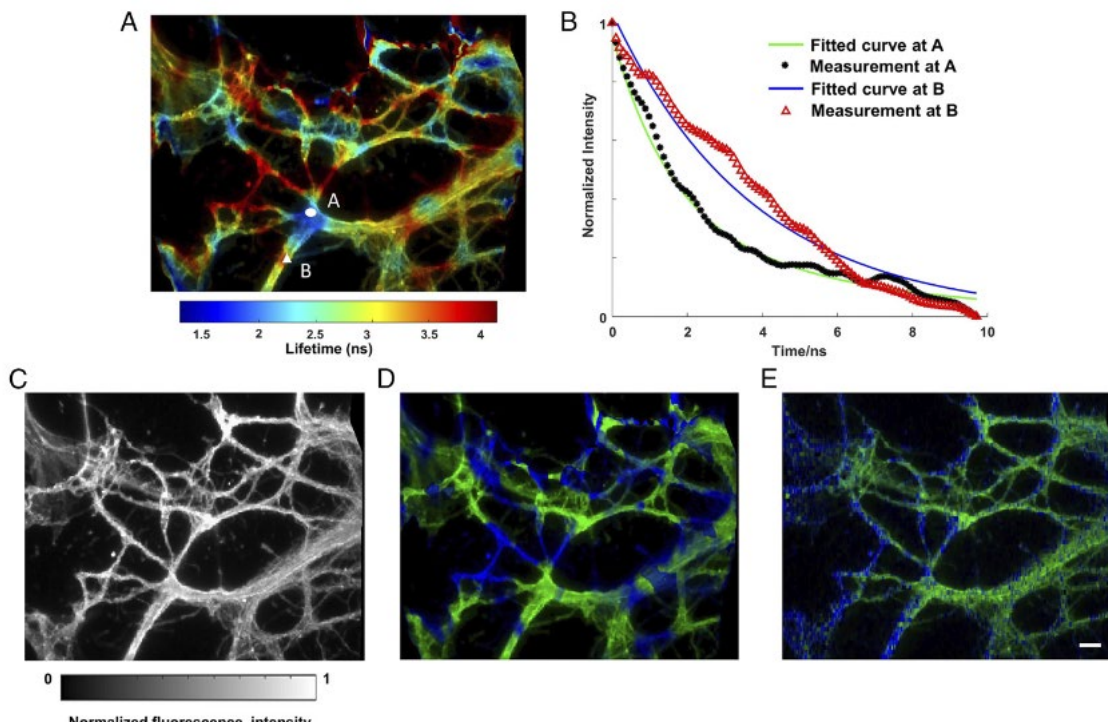 A
B
1
Fitted curve at A
Measurement at A
Fitted curve at B
Measurement at B
Normalized Intensity
A
B
0
0
2
4
6
8
10
Time/ns
1.5
2
2.5
3
3.5
4
Lifetime (ns)
C
D
E
0
1
Normalized fluorescence intensity